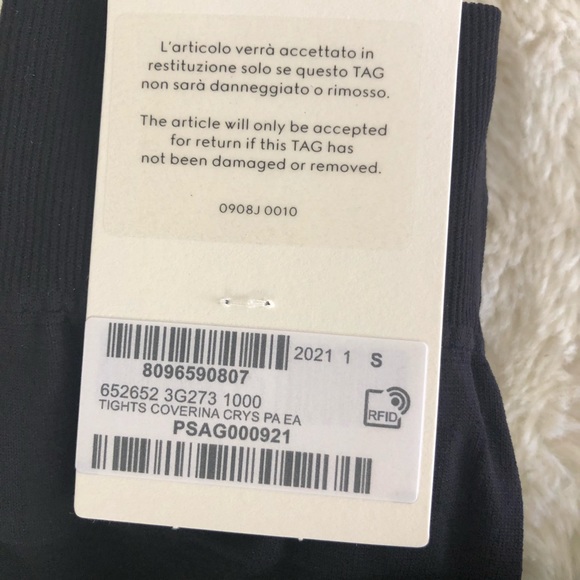 L'articolo verrà accettato in
restituzione solo se questo TAG
non sarà danneggiato o rimosso.
The article will only be accepted
for return if this TAG has
not been damaged or removed.
0908J 0010
2021 1 S
8096590807
652652 3G273 1000
TIGHTS COVERINA CRYS PA EA
PSAG000921
RFID